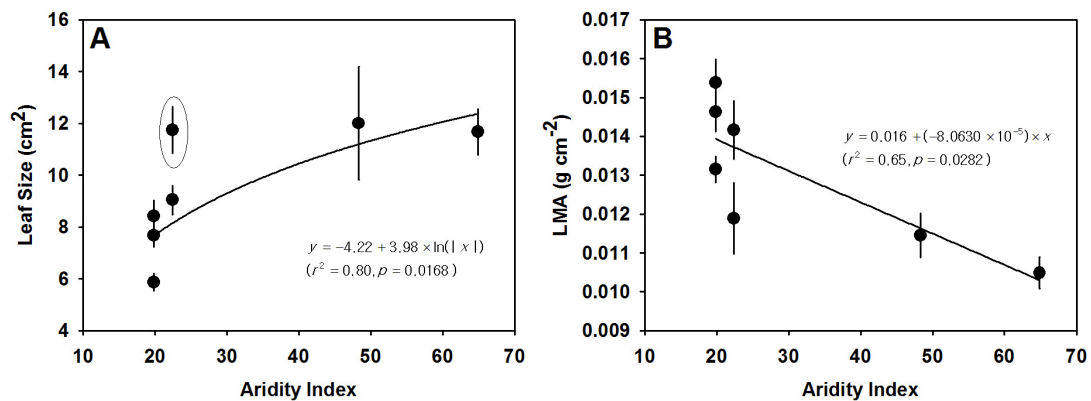 A
16
14
12
10
8
6
4
Leaf Size (cm²)
y = −4.22 + 3.98 × ln(| x |)
(r² = 0.80, p = 0.0168)
10 20 30 40 50 60 70
Aridity Index
B
0.017
0.016
0.015
0.014
0.013
0.012
0.011
0.010
0.009
LMA (g cm⁻²)
y = 0.016 + (−8.0630 × 10⁻⁵) × x
(r² = 0.65, p = 0.0282)
10 20 30 40 50 60 70
Aridity Index